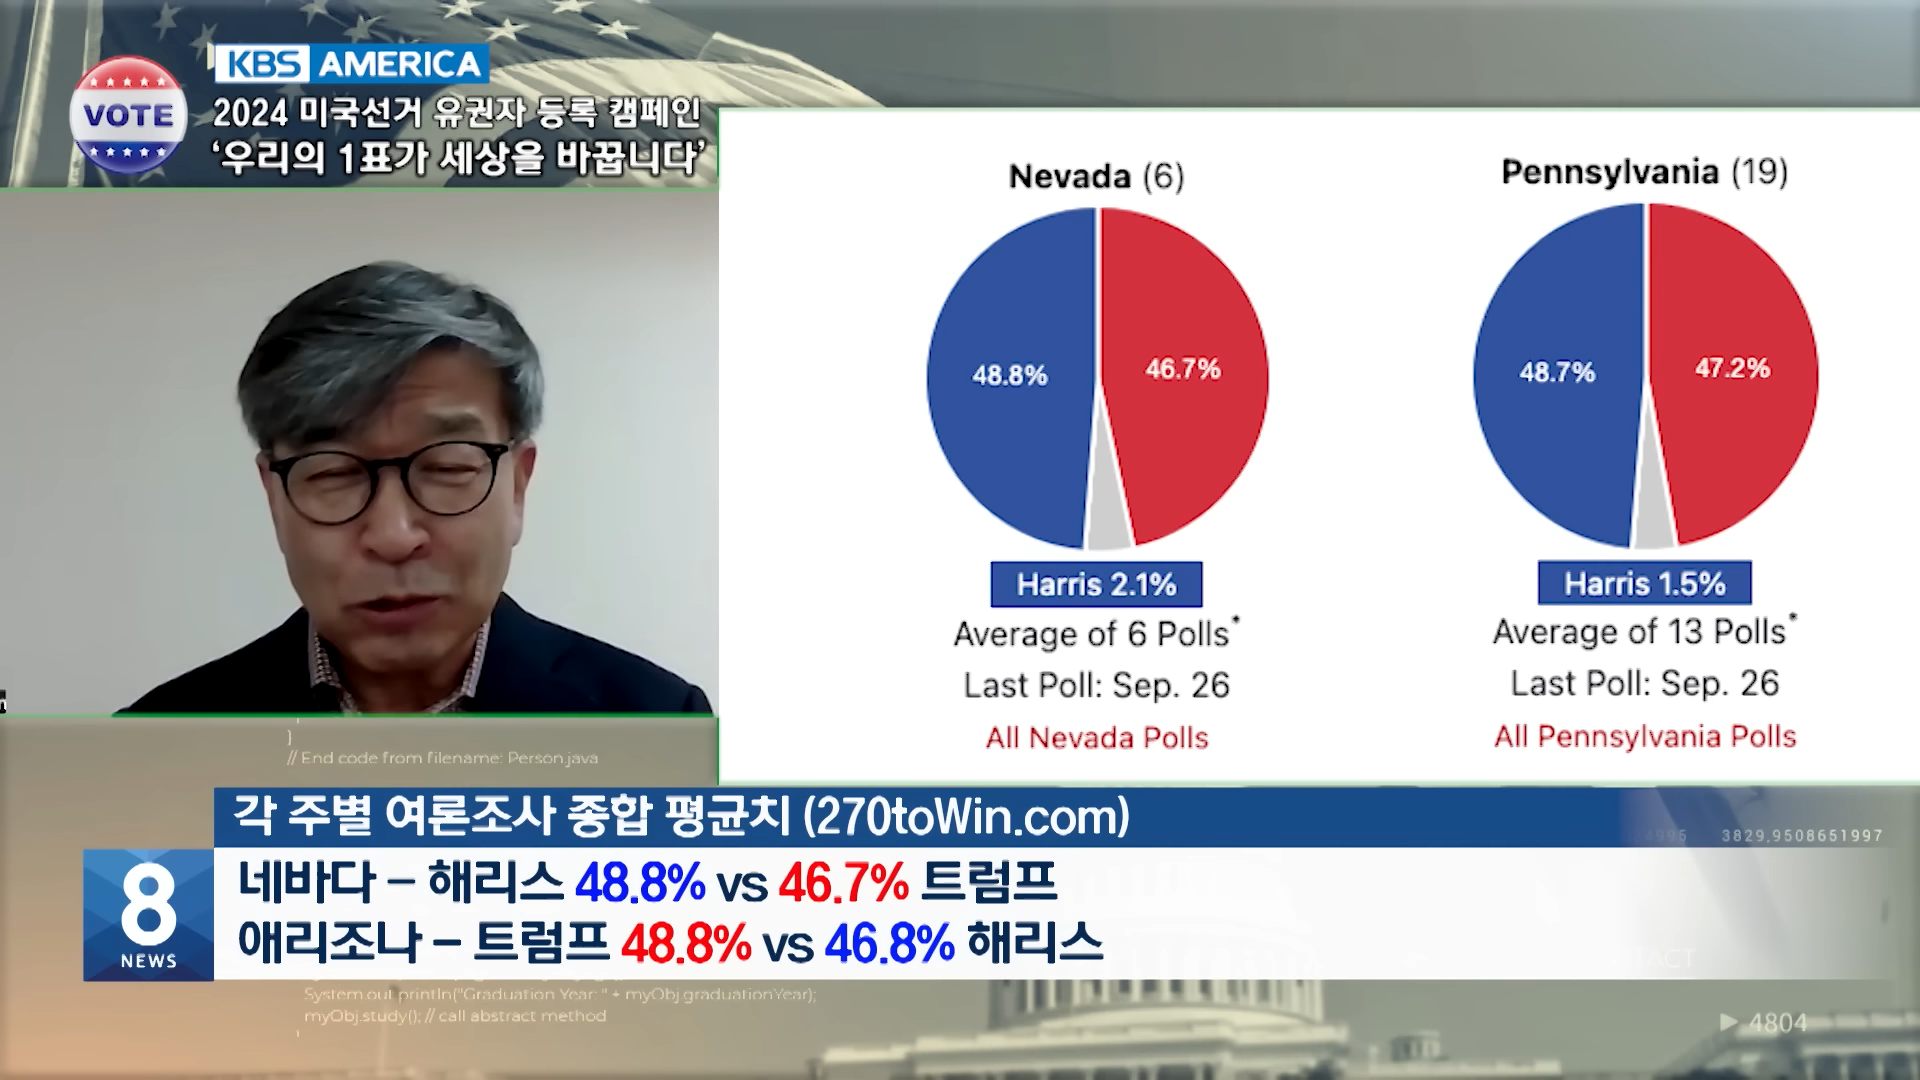 KBS AMERICA
VOTE
2024 미국선거 유권자 등록 캠페인
‘우리의 1표가 세상을 바꿉니다’
Nevada (6)
48.8%
46.7%
Harris 2.1%
Average of 6 Polls*
Last Poll: Sep. 26
All Nevada Polls
Pennsylvania (19)
48.7%
47.2%
Harris 1.5%
Average of 13 Polls*
Last Poll: Sep. 26
All Pennsylvania Polls
}
// End code from filename: Person.java
각 주별 여론조사 종합 평균치 (270toWin.com)
3829,9508651997
8
NEWS
네바다 – 해리스 48.8% vs 46.7% 트럼프
애리조나 – 트럼프 48.8% vs 46.8% 해리스
System.out.println("Graduation Year: " + myObj.graduationYear);
myObj.study(); // call abstract method
4804